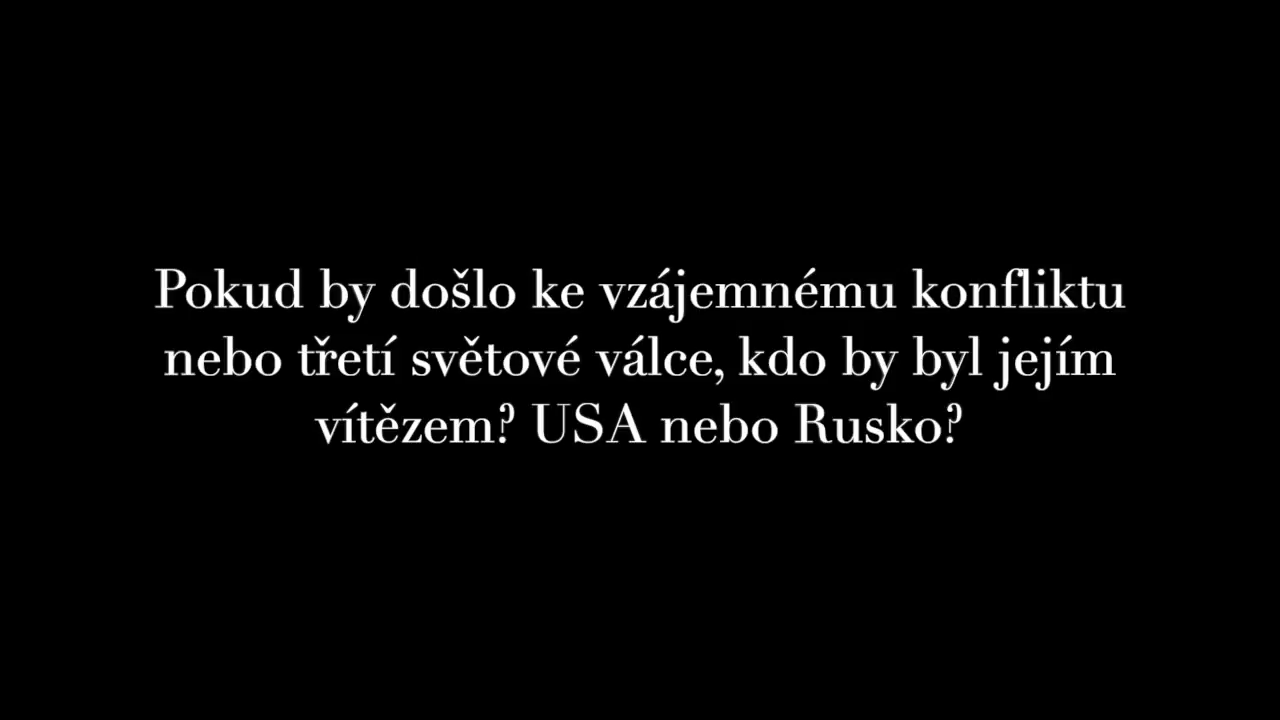 Pokud by došlo ke vzájemnému konfliktu
nebo třetí světové válce, kdo by byl jejím
vítězem? USA nebo Rusko?